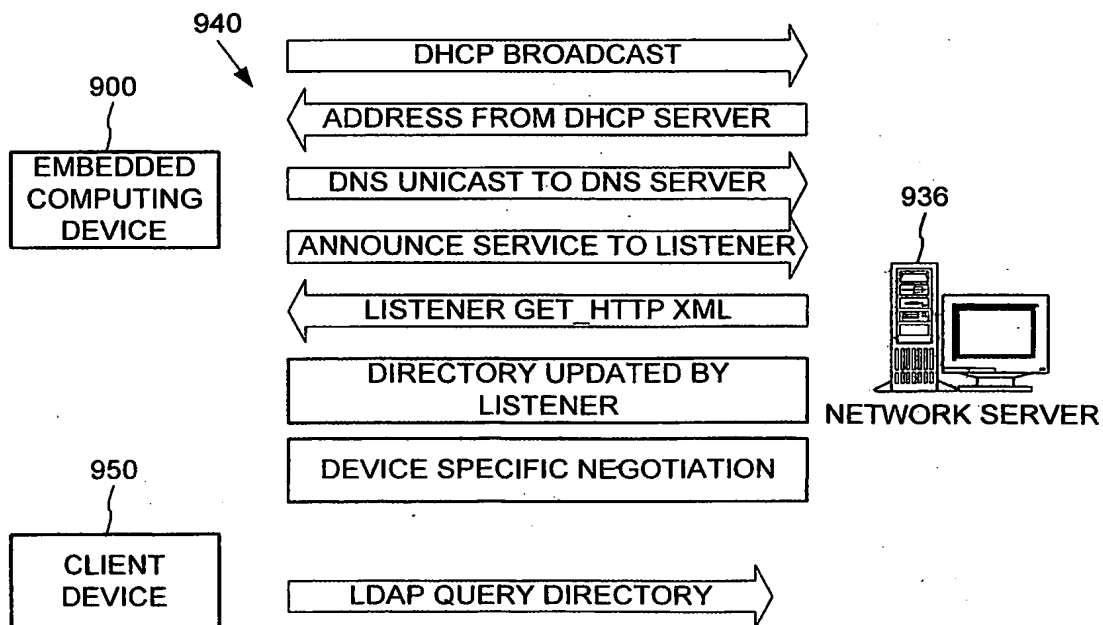 940
DHCP BROADCAST
900
ADDRESS FROM DHCP SERVER
EMBEDDED
COMPUTING
DEVICE
DNS UNICAST TO DNS SERVER
936
ANNOUNCE SERVICE TO LISTENER
LISTENER GET_HTTP XML
DIRECTORY UPDATED BY
LISTENER
NETWORK SERVER
DEVICE SPECIFIC NEGOTIATION
950
CLIENT
DEVICE
LDAP QUERY DIRECTORY